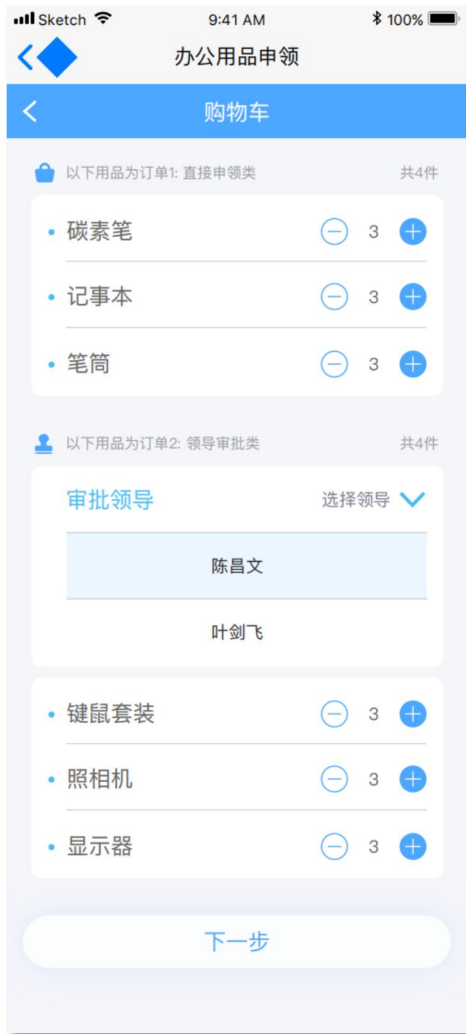 Sketch 9:41 AM 100%
办公用品申领
购物车
以下用品为订单1: 直接申领类 共4件
碳素笔 3
记事本 3
笔筒 3
以下用品为订单2: 领导审批类 共4件
审批领导 选择领导
陈昌文
叶剑飞
键鼠套装 3
照相机 3
显示器 3
下一步